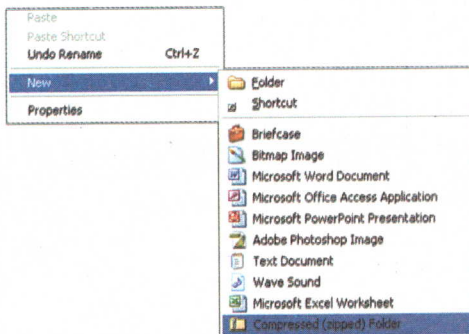 Paste
Paste Shortcut
Undo Rename Ctrl+Z
New
Properties
Folder
Shortcut
Briefcase
Bitmap Image
Microsoft Word Document
Microsoft Office Access Application
Microsoft PowerPoint Presentation
Adobe Photoshop Image
Text Document
Wave Sound
Microsoft Excel Worksheet
Compressed (zipped) Folder